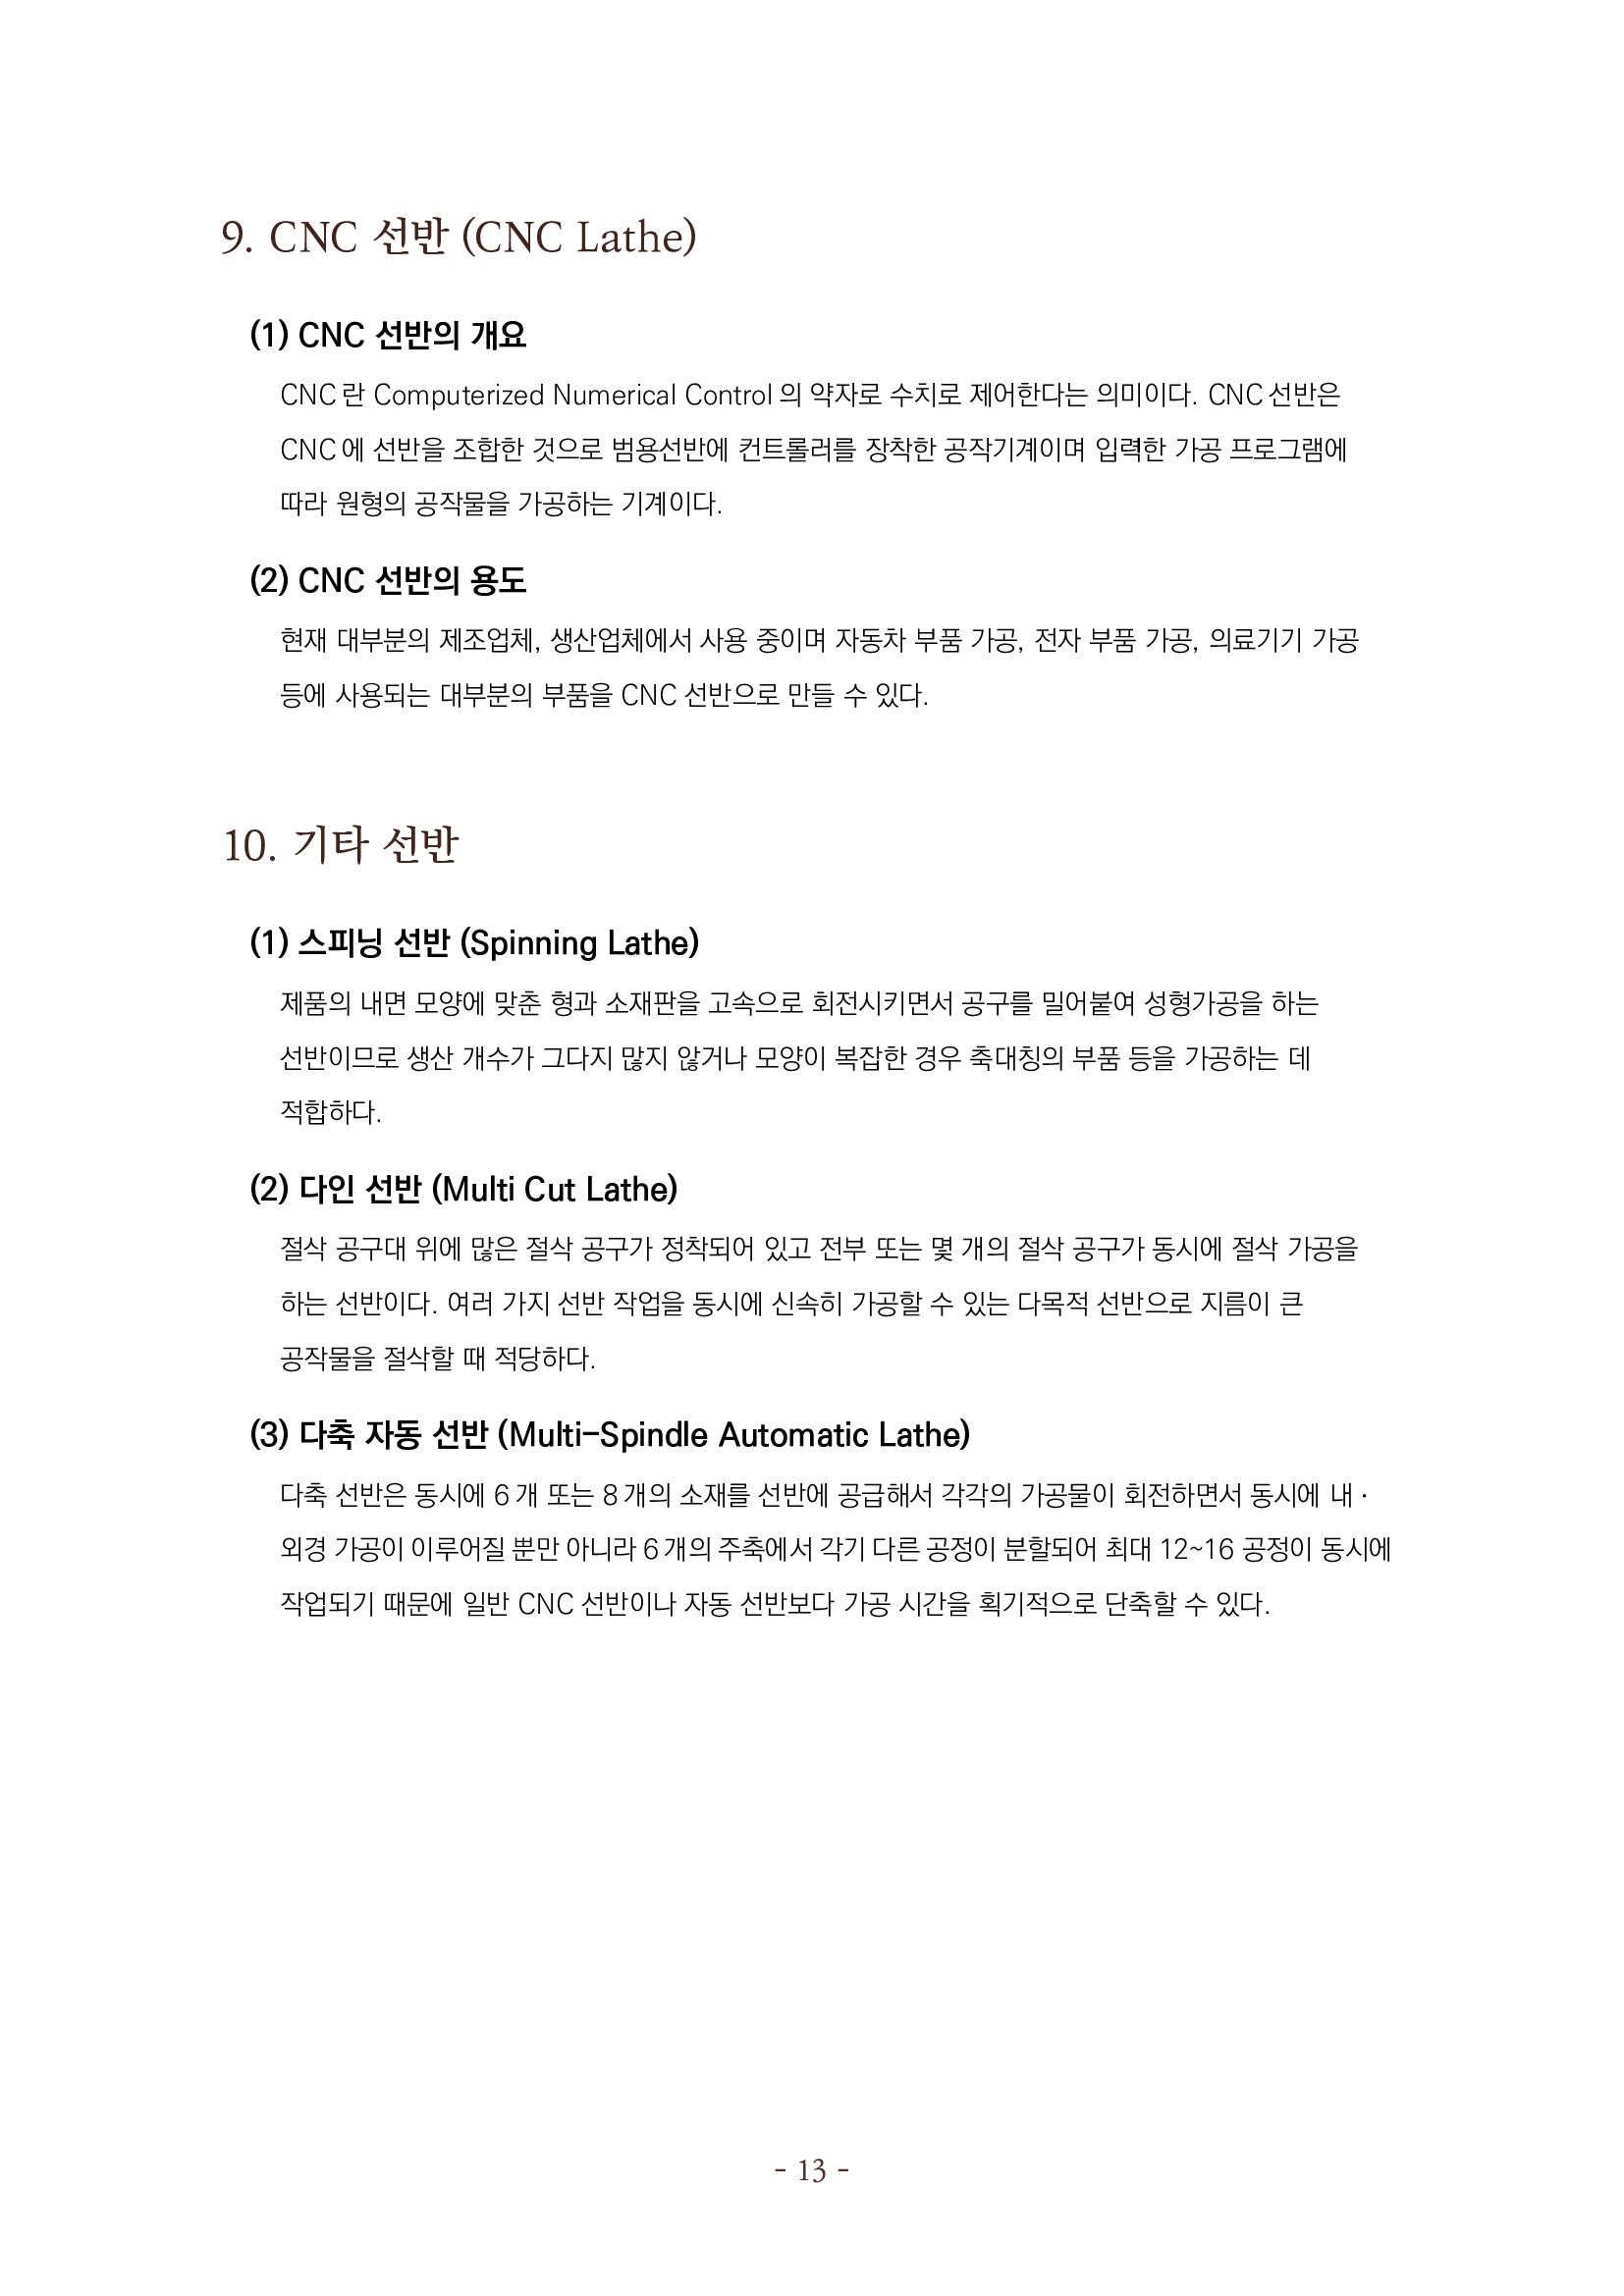 9. CNC 선반 (CNC Lathe)
(1) CNC 선반의 개요
CNC란 Computerized Numerical Control의 약자로 수치로 제어한다는 의미이다. CNC선반은
CNC에 선반을 조합한 것으로 범용선반에 컨트롤러를 장착한 공작기계이며 입력한 가공 프로그램에
따라 원형의 공작물을 가공하는 기계이다.
(2) CNC 선반의 용도
현재 대부분의 제조업체, 생산업체에서 사용 중이며 자동차 부품 가공, 전자 부품 가공, 의료기기 가공
등에 사용되는 대부분의 부품을 CNC 선반으로 만들 수 있다.
10. 기타 선반
(1) 스피닝 선반 (Spinning Lathe)
제품의 내면 모양에 맞춘 형과 소재판을 고속으로 회전시키면서 공구를 밀어붙여 성형가공을 하는
선반이므로 생산 개수가 그다지 많지 않거나 모양이 복잡한 경우 축대칭의 부품 등을 가공하는 데
적합하다.
(2) 다인 선반 (Multi Cut Lathe)
절삭 공구대 위에 많은 절삭 공구가 정착되어 있고 전부 또는 몇 개의 절삭 공구가 동시에 절삭 가공을
하는 선반이다. 여러 가지 선반 작업을 동시에 신속히 가공할 수 있는 다목적 선반으로 지름이 큰
공작물을 절삭할 때 적당하다.
(3) 다축 자동 선반 (Multi-Spindle Automatic Lathe)
다축 선반은 동시에 6개 또는 8개의 소재를 선반에 공급해서 각각의 가공물이 회전하면서 동시에 내·
외경 가공이 이루어질 뿐만 아니라 6개의 주축에서 각기 다른 공정이 분할되어 최대 12~16 공정이 동시에
작업되기 때문에 일반 CNC 선반이나 자동 선반보다 가공 시간을 획기적으로 단축할 수 있다.
- 13 -